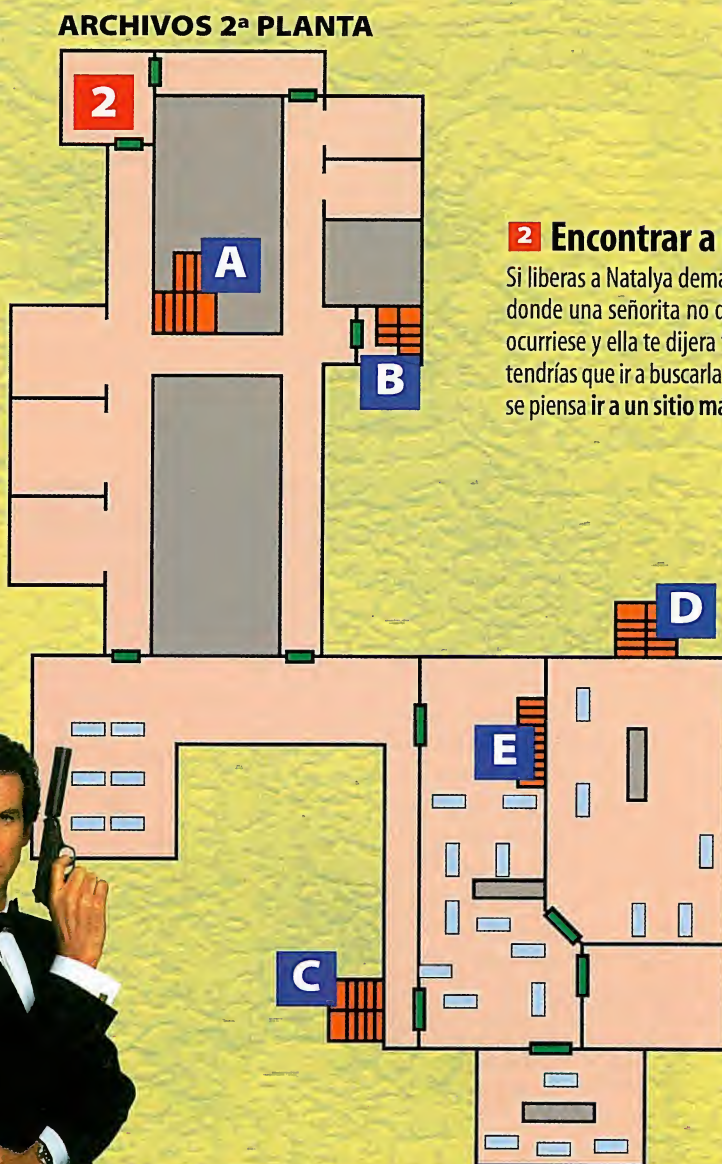 ARCHIVOS 2ª PLANTA
2
A
B
2 Encontrar a
Si liberas a Natalya dema
donde una señorita no d
ocurriese y ella te dijera
tendrías que ir a buscarla
se piensa ir a un sitio ma
D
E
C